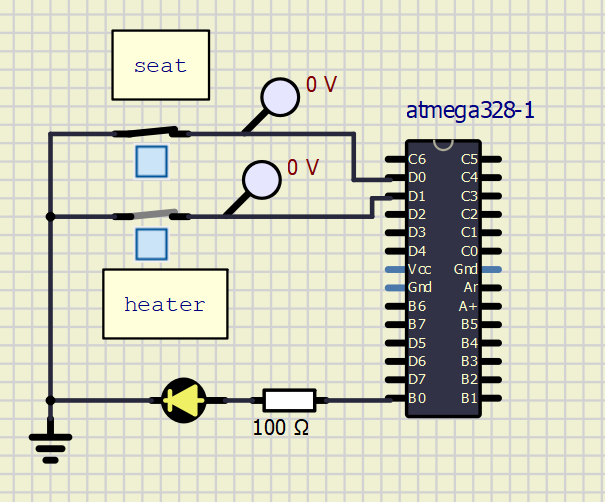 seat
0 V
atmega328-1
0 V
heater
C6 C5
D0 C4
D1 C3
D2 C2
D3 C1
D4 C0
Vcc Gnd
Gnd Ar
B6 A+
B7 B5
D5 B4
D6 B3
D7 B2
B0 B1
100 Ω